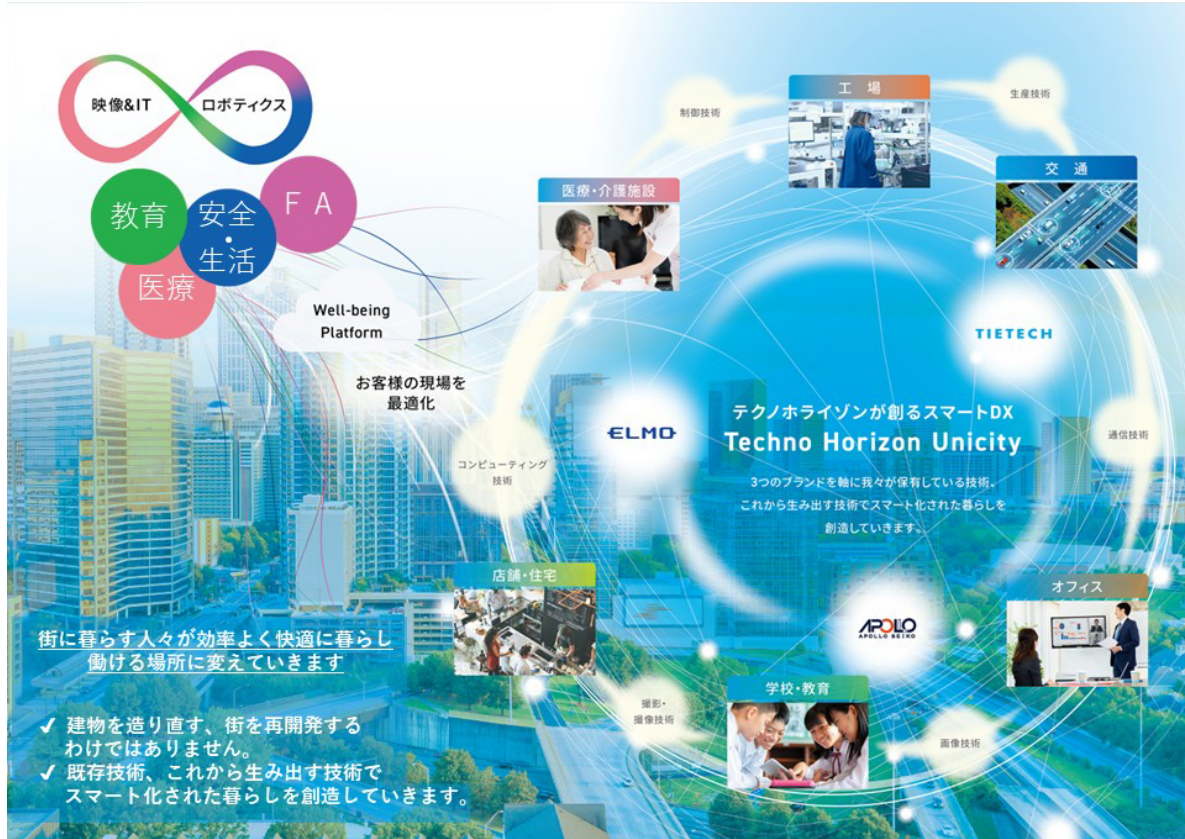 映像&IT
ロボティクス
教育
安全
・
生活
FA
医療
Well-being
Platform
お客様の現場を
最適化
街に暮らす人々が効率よく快適に暮らし
働ける場所に変えていきます
✓ 建物を造り直す、街を再開発する
わけではありません。
✓ 既存技術、これから生み出す技術で
スマート化された暮らしを創造していきます。
制御技術
工場
生産技術
医療・介護施設
交通
TIETECH
ELMO
テクノホライゾンが創るスマートDX
Techno Horizon Unicity
3つのブランドを軸に我々が保有している技術、
これから生み出す技術でスマート化された暮らしを
創造していきます。
通信技術
コンピューティング
技術
店舗・住宅
オフィス
APOLLO
APOLLO SEIKO
学校・教育
撮影・
撮像技術
画像技術